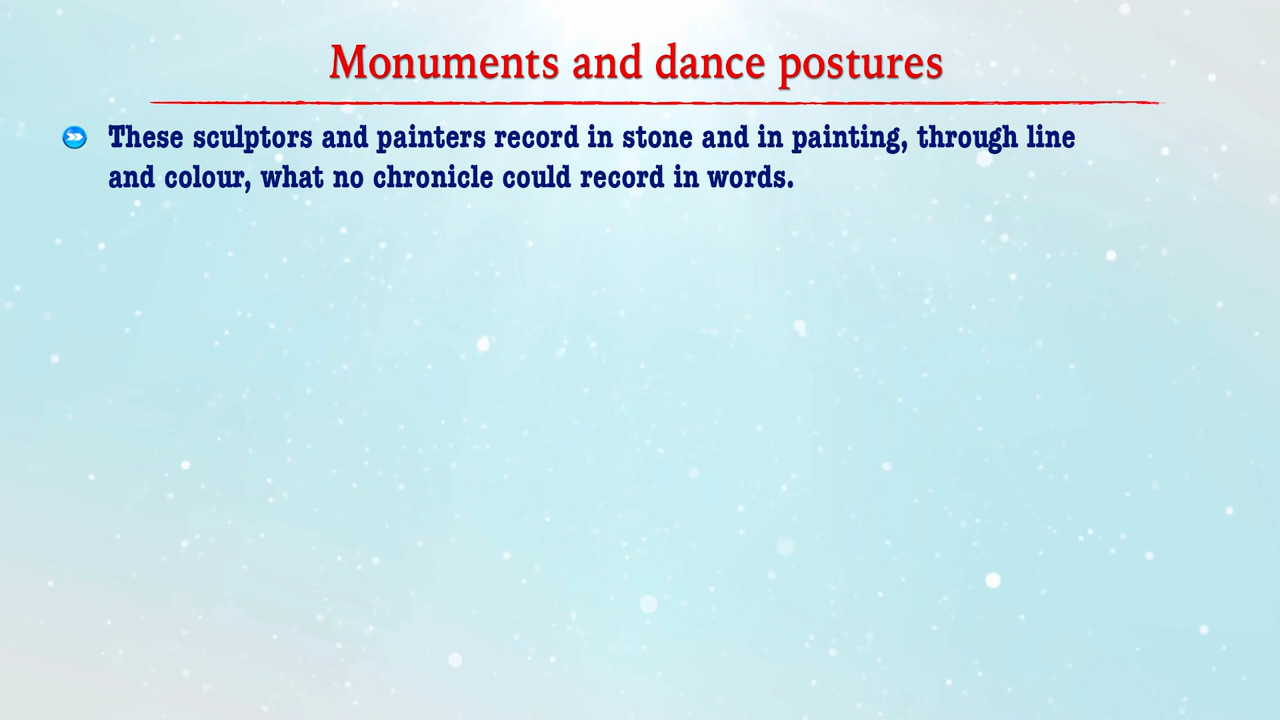 Monuments and dance postures
These sculptors and painters record in stone and in painting, through line
and colour, what no chronicle could record in words.